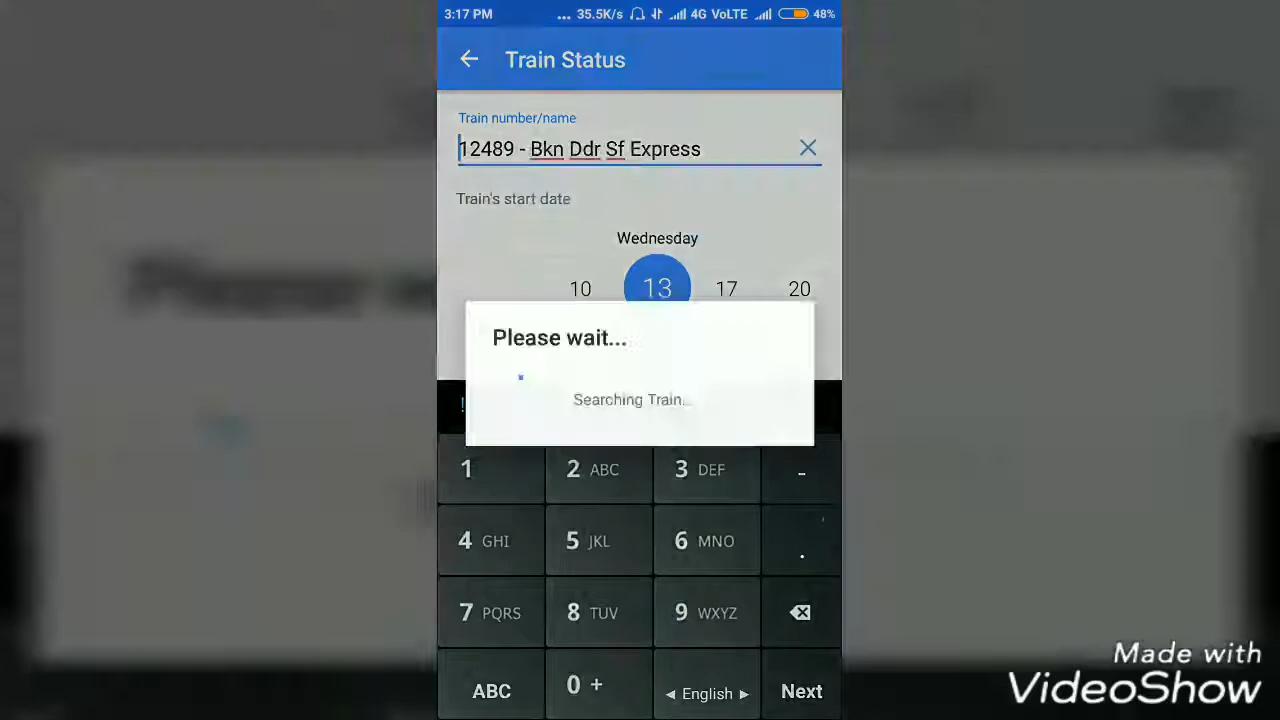 3:17 PM ... 35.5K/s 4G VoLTE 48%
Train Status
Train number/name
12489 - Bkn Ddr Sf Express
Train's start date
Wednesday
10 13 17 20
Please wait...
Searching Train...
!
1 2 ABC 3 DEF -
4 GHI 5 JKL 6 MNO .
7 PQRS 8 TUV 9 WXYZ
ABC 0 + ◄ English ► Next
Made with
VideoShow